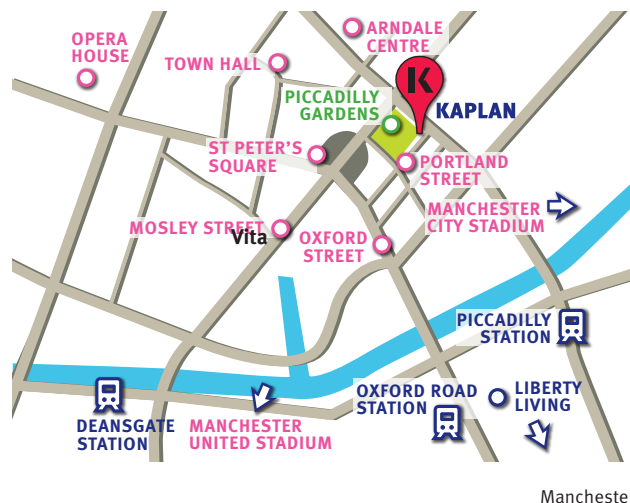 ARNDALE
CENTRE
OPERA
HOUSE
TOWN HALL
K
PICCADILLY
GARDENS
KAPLAN
ST PETER’S
SQUARE
PORTLAND
STREET
MANCHESTER
CITY STADIUM
MOSLEY STREET
Vita
OXFORD
STREET
PICCADILLY
STATION
OXFORD ROAD
STATION
LIBERTY
LIVING
DEANSGATE
STATION
MANCHESTER
UNITED STADIUM
Mancheste